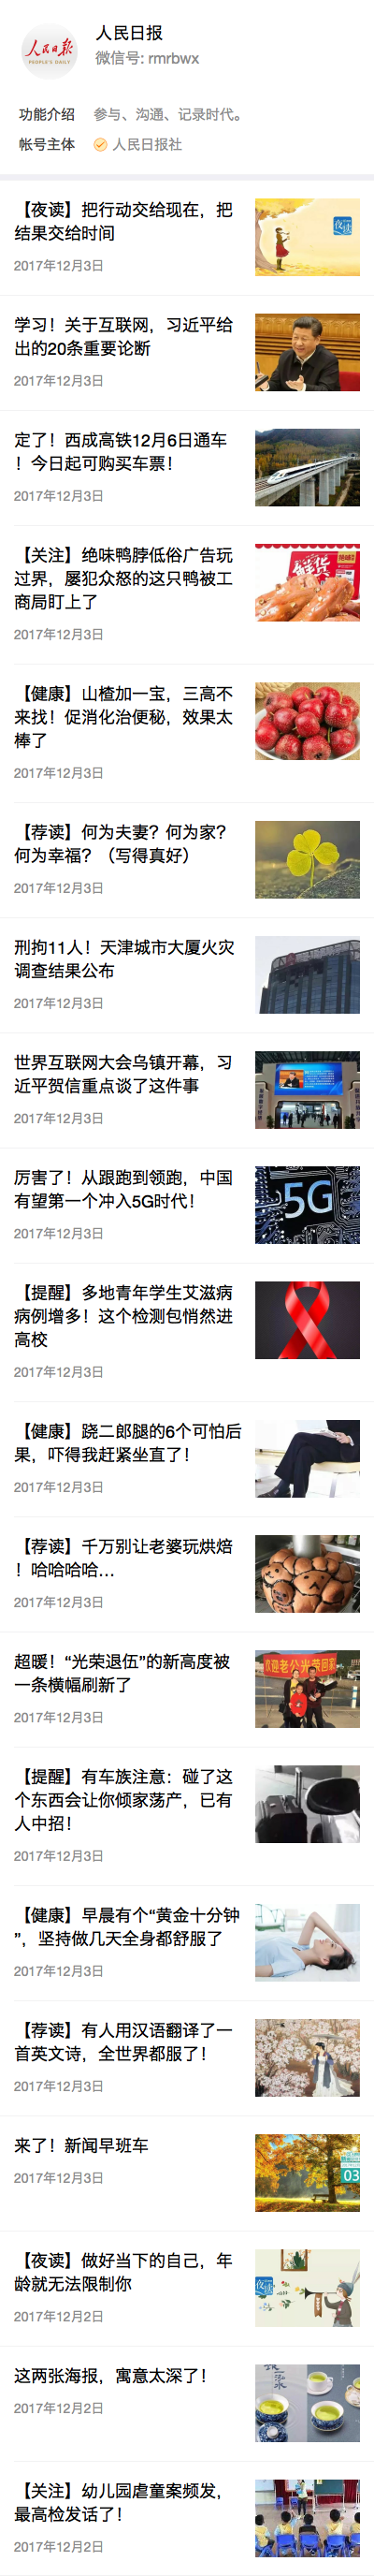 人民日报
PEOPLE'S DAILY
人民日报
微信号: rmrbwx
功能介绍 参与、沟通、记录时代。
帐号主体 人民日报社
【夜读】把行动交给现在，把
结果交给时间
2017年12月3日
夜读
学习！关于互联网，习近平给
出的20条重要论断
2017年12月3日
定了！西成高铁12月6日通车
！今日起可购买车票！
2017年12月3日
【关注】绝味鸭脖低俗广告玩
过界，屡犯众怒的这只鸭被工
商局盯上了
2017年12月3日
鲜货
【健康】山楂加一宝，三高不
来找！促消化治便秘，效果太
棒了
2017年12月3日
【荐读】何为夫妻？何为家？
何为幸福？（写得真好）
2017年12月3日
刑拘11人！天津城市大厦火灾
调查结果公布
2017年12月3日
世界互联网大会乌镇开幕，习
近平贺信重点谈了这件事
2017年12月3日
厉害了！从跟跑到领跑，中国
有望第一个冲入5G时代！
2017年12月3日
5G
【提醒】多地青年学生艾滋病
病例增多！这个检测包悄然进
高校
2017年12月3日
【健康】跷二郎腿的6个可怕后
果，吓得我赶紧坐直了！
2017年12月3日
【荐读】千万别让老婆玩烘焙
！哈哈哈哈...
2017年12月3日
超暖！“光荣退伍”的新高度被
一条横幅刷新了
2017年12月3日
欢迎老公光荣回家
【提醒】有车族注意：碰了这
个东西会让你倾家荡产，已有
人中招！
2017年12月3日
【健康】早晨有个“黄金十分钟
”，坚持做几天全身都舒服了
2017年12月3日
【荐读】有人用汉语翻译了一
首英文诗，全世界都服了！
2017年12月3日
来了！新闻早班车
2017年12月3日
03
【夜读】做好当下的自己，年
龄就无法限制你
2017年12月2日
夜读
这两张海报，寓意太深了！
2017年12月2日
【关注】幼儿园虐童案频发，
最高检发话了！
2017年12月2日